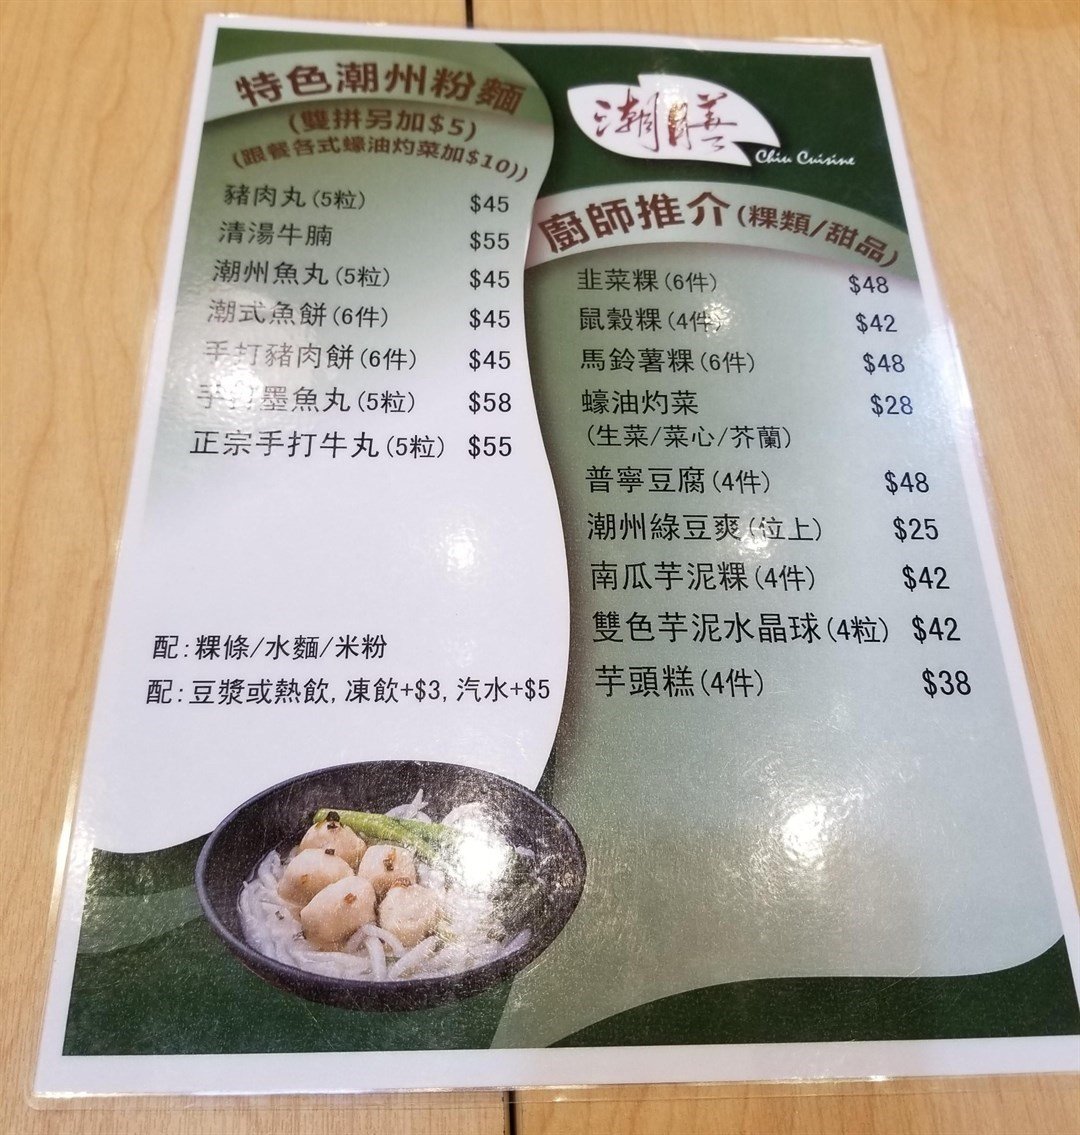 特色潮州粉麵
(雙拼另加$5)
(跟餐各式蠔油灼菜加$10))
豬肉丸(5粒) $45
清湯牛腩 $55
潮州魚丸(5粒) $45
潮式魚餅(6件) $45
手打豬肉餅(6件) $45
手打墨魚丸(5粒) $58
正宗手打牛丸(5粒) $55
配:粿條/水麵/米粉
配:豆漿或熱飲,凍飲+$3,汽水+$5
潮膳
Chiu Cuisine
廚師推介(粿類/甜品)
韭菜粿(6件) $48
鼠穀粿(4件) $42
馬鈴薯粿(6件) $48
蠔油灼菜 $28
(生菜/菜心/芥蘭)
普寧豆腐(4件) $48
潮州綠豆爽(位上) $25
南瓜芋泥粿(4件) $42
雙色芋泥水晶球(4粒) $42
芋頭糕(4件) $38